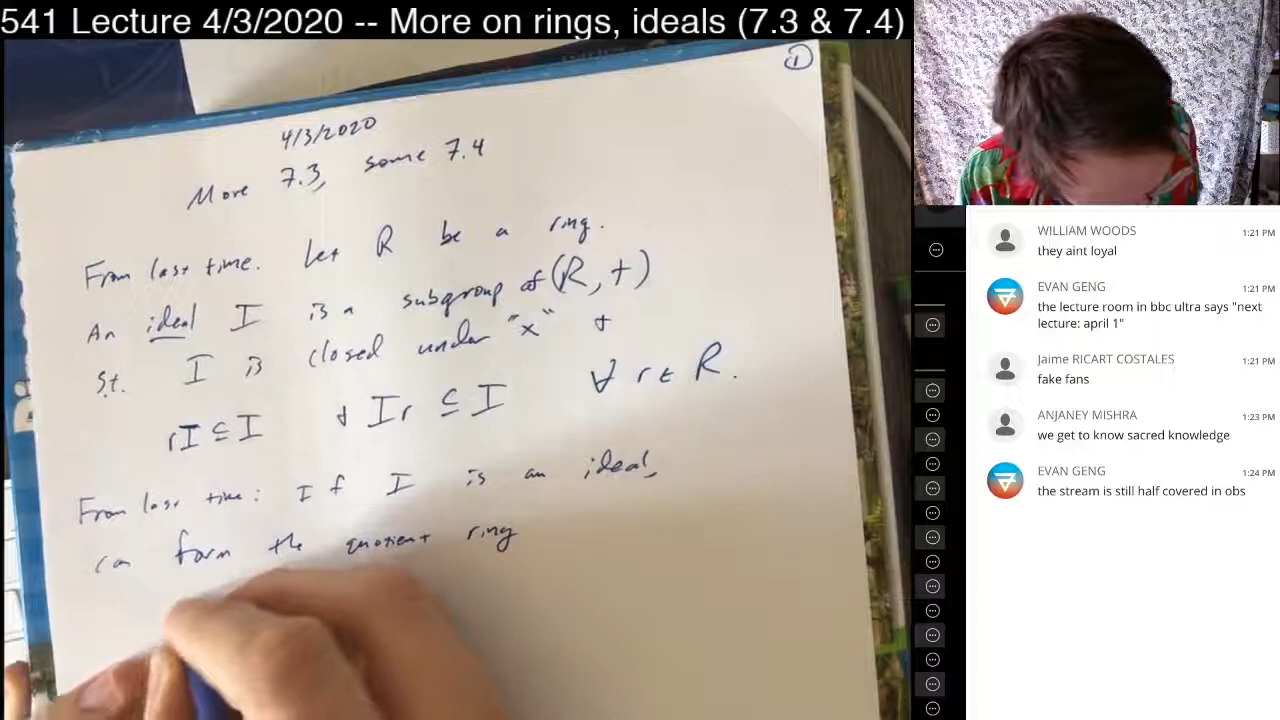 541 Lecture 4/3/2020 -- More on rings, ideals (7.3 & 7.4)
1
4/3/2020
More 7.3, some 7.4
From last time. Let R be a ring.
An ideal I is a subgroup of (R, +)
s.t. I is closed under "x" +
rI ⊆ I + Ir ⊆ I ∀ r ∈ R.
From last time: If I is an ideal,
can form the quotient ring
WILLIAM WOODS 1:21 PM
they aint loyal
EVAN GENG 1:21 PM
the lecture room in bbc ultra says "next
lecture: april 1"
Jaime RICART COSTALES 1:21 PM
fake fans
ANJANEY MISHRA 1:23 PM
we get to know sacred knowledge
EVAN GENG 1:24 PM
the stream is still half covered in obs